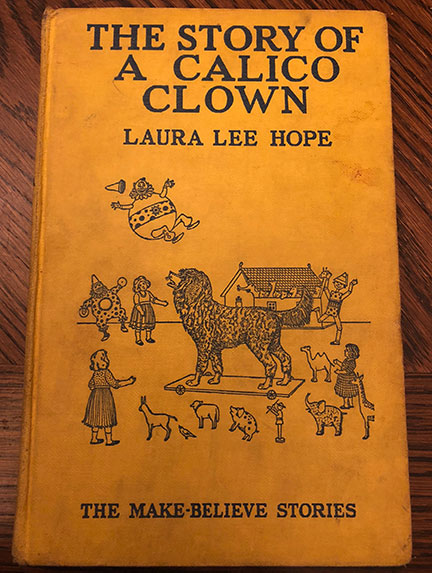 THE STORY OF
A CALICO
CLOWN
LAURA LEE HOPE
THE MAKE-BELIEVE STORIES